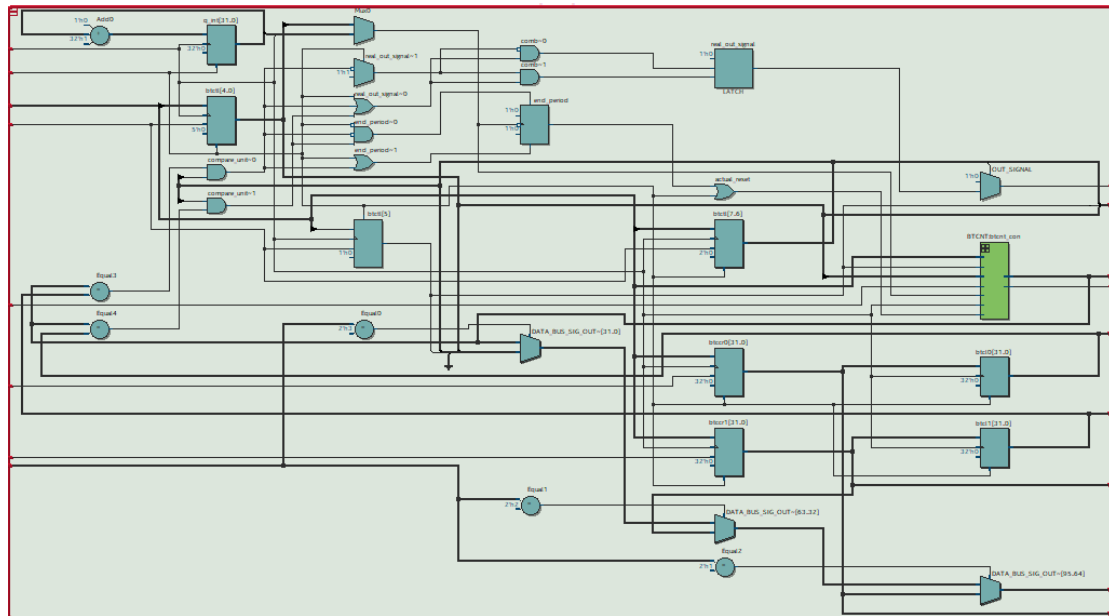 Add0
1'h0
32'h1
q_int[31..0]
32'h0
Mux0
real_out_signal~1
1'h1
comb~0
comb~1
real_out_signal
1'h0
LATCH
btctl[4..0]
5'h0
real_out_signal~0
end_period~0
end_period~1
end_period
1'h0
1'h0
compare_unit~0
compare_unit~1
actual_reset
OUT_SIGNAL
1'h0
btctl[5]
1'h0
btctl[7..6]
2'h0
BTCNT:btcnt_con
Equal3
Equal4
Equal0
2'h3
DATA_BUS_SIG_OUT~[31..0]
btccr0[31..0]
32'h0
btcl0[31..0]
32'h0
btccr1[31..0]
32'h0
btcl1[31..0]
32'h0
Equal1
2'h2
DATA_BUS_SIG_OUT~[63..32]
Equal2
2'h1
DATA_BUS_SIG_OUT~[95..64]